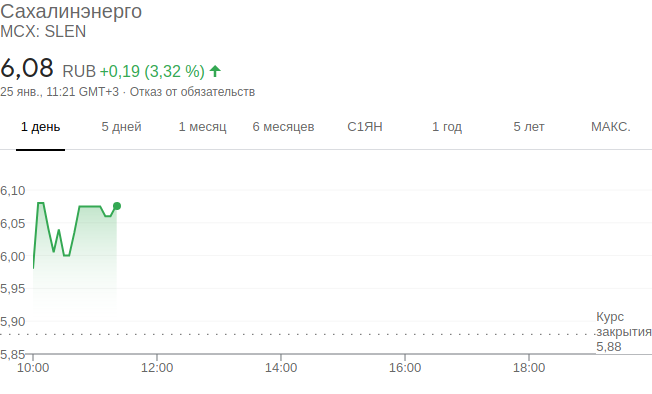 Сахалинэнерго
MCX: SLEN
6,08 RUB +0,19 (3,32 %)
25 янв., 11:21 GMT+3 · Отказ от обязательств
1 день 5 дней 1 месяц 6 месяцев С1ЯН 1 год 5 лет МАКС.
6,10
6,05
6,00
5,95
5,90
Курс
закрытия
5,88
5,85
10:00 12:00 14:00 16:00 18:00